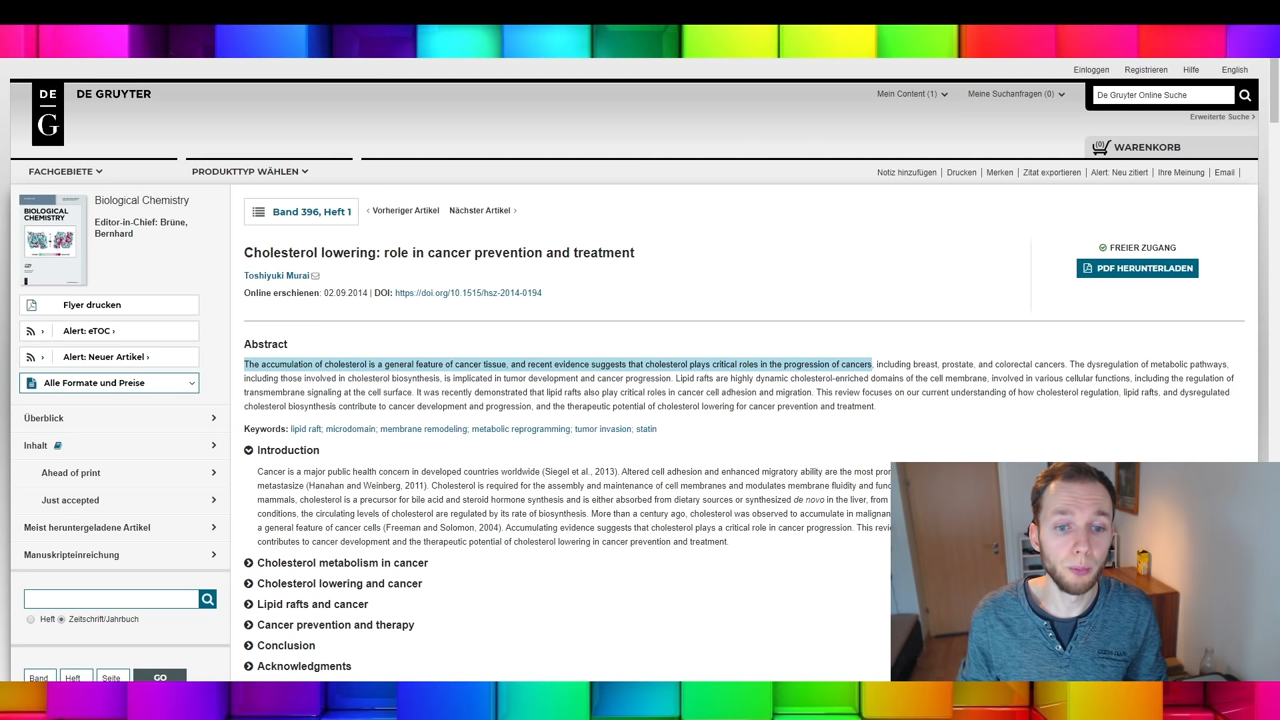 Einloggen Registrieren Hilfe English
DE
G
DE GRUYTER
Mein Content (1) Meine Suchanfragen (0)
De Gruyter Online Suche
Erweiterte Suche ›
(0) WARENKORB
FACHGEBIETE PRODUKTTYP WÄHLEN
Notiz hinzufügen | Drucken | Merken | Zitat exportieren | Alert: Neu zitiert | Ihre Meinung | Email |
BIOLOGICAL
CHEMISTRY
Biological Chemistry
Editor-in-Chief: Brüne,
Bernhard
Flyer drucken
› Alert: eTOC ›
› Alert: Neuer Artikel ›
Alle Formate und Preise
Überblick
Inhalt
Ahead of print
Just accepted
Meist heruntergeladene Artikel
Manuskripteinreichung
Heft Zeitschrift/Jahrbuch
Band Heft Seite GO
Band 396, Heft 1
‹ Vorheriger Artikel Nächster Artikel ›
Cholesterol lowering: role in cancer prevention and treatment
Toshiyuki Murai
Online erschienen: 02.09.2014 | DOI: https://doi.org/10.1515/hsz-2014-0194
FREIER ZUGANG
PDF HERUNTERLADEN
Abstract
The accumulation of cholesterol is a general feature of cancer tissue, and recent evidence suggests that cholesterol plays critical roles in the progression of cancers, including breast, prostate, and colorectal cancers. The dysregulation of metabolic pathways,
including those involved in cholesterol biosynthesis, is implicated in tumor development and cancer progression. Lipid rafts are highly dynamic cholesterol-enriched domains of the cell membrane, involved in various cellular functions, including the regulation of
transmembrane signaling at the cell surface. It was recently demonstrated that lipid rafts also play critical roles in cancer cell adhesion and migration. This review focuses on our current understanding of how cholesterol regulation, lipid rafts, and dysregulated
cholesterol biosynthesis contribute to cancer development and progression, and the therapeutic potential of cholesterol lowering for cancer prevention and treatment.
Keywords: lipid raft; microdomain; membrane remodeling; metabolic reprogramming; tumor invasion; statin
Introduction
Cancer is a major public health concern in developed countries worldwide (Siegel et al., 2013). Altered cell adhesion and enhanced migratory ability are the most
metastasize (Hanahan and Weinberg, 2011). Cholesterol is required for the assembly and maintenance of cell membranes and modulates membrane fluidity and
mammals, cholesterol is a precursor for bile acid and steroid hormone synthesis and is either absorbed from dietary sources or synthesized de novo in the liver, from
conditions, the circulating levels of cholesterol are regulated by its rate of biosynthesis. More than a century ago, cholesterol was observed to accumulate in
a general feature of cancer cells (Freeman and Solomon, 2004). Accumulating evidence suggests that cholesterol plays a critical role in cancer progression. This
contributes to cancer development and the therapeutic potential of cholesterol lowering in cancer prevention and treatment.
Cholesterol metabolism in cancer
Cholesterol lowering and cancer
Lipid rafts and cancer
Cancer prevention and therapy
Conclusion
Acknowledgments